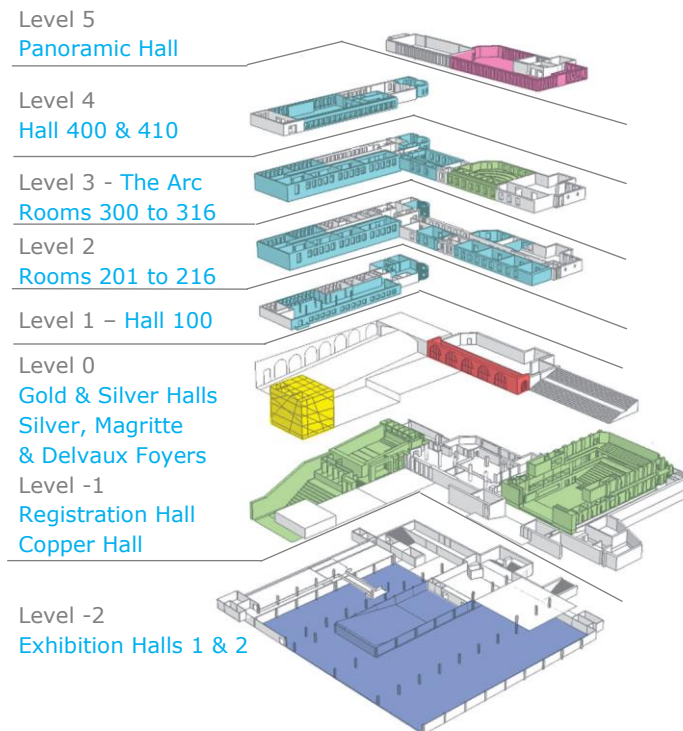 Level 5
Panoramic Hall
Level 4
Hall 400 & 410
Level 3 - The Arc
Rooms 300 to 316
Level 2
Rooms 201 to 216
Level 1 – Hall 100
Level 0
Gold & Silver Halls
Silver, Magritte
& Delvaux Foyers
Level -1
Registration Hall
Copper Hall
Level -2
Exhibition Halls 1 & 2